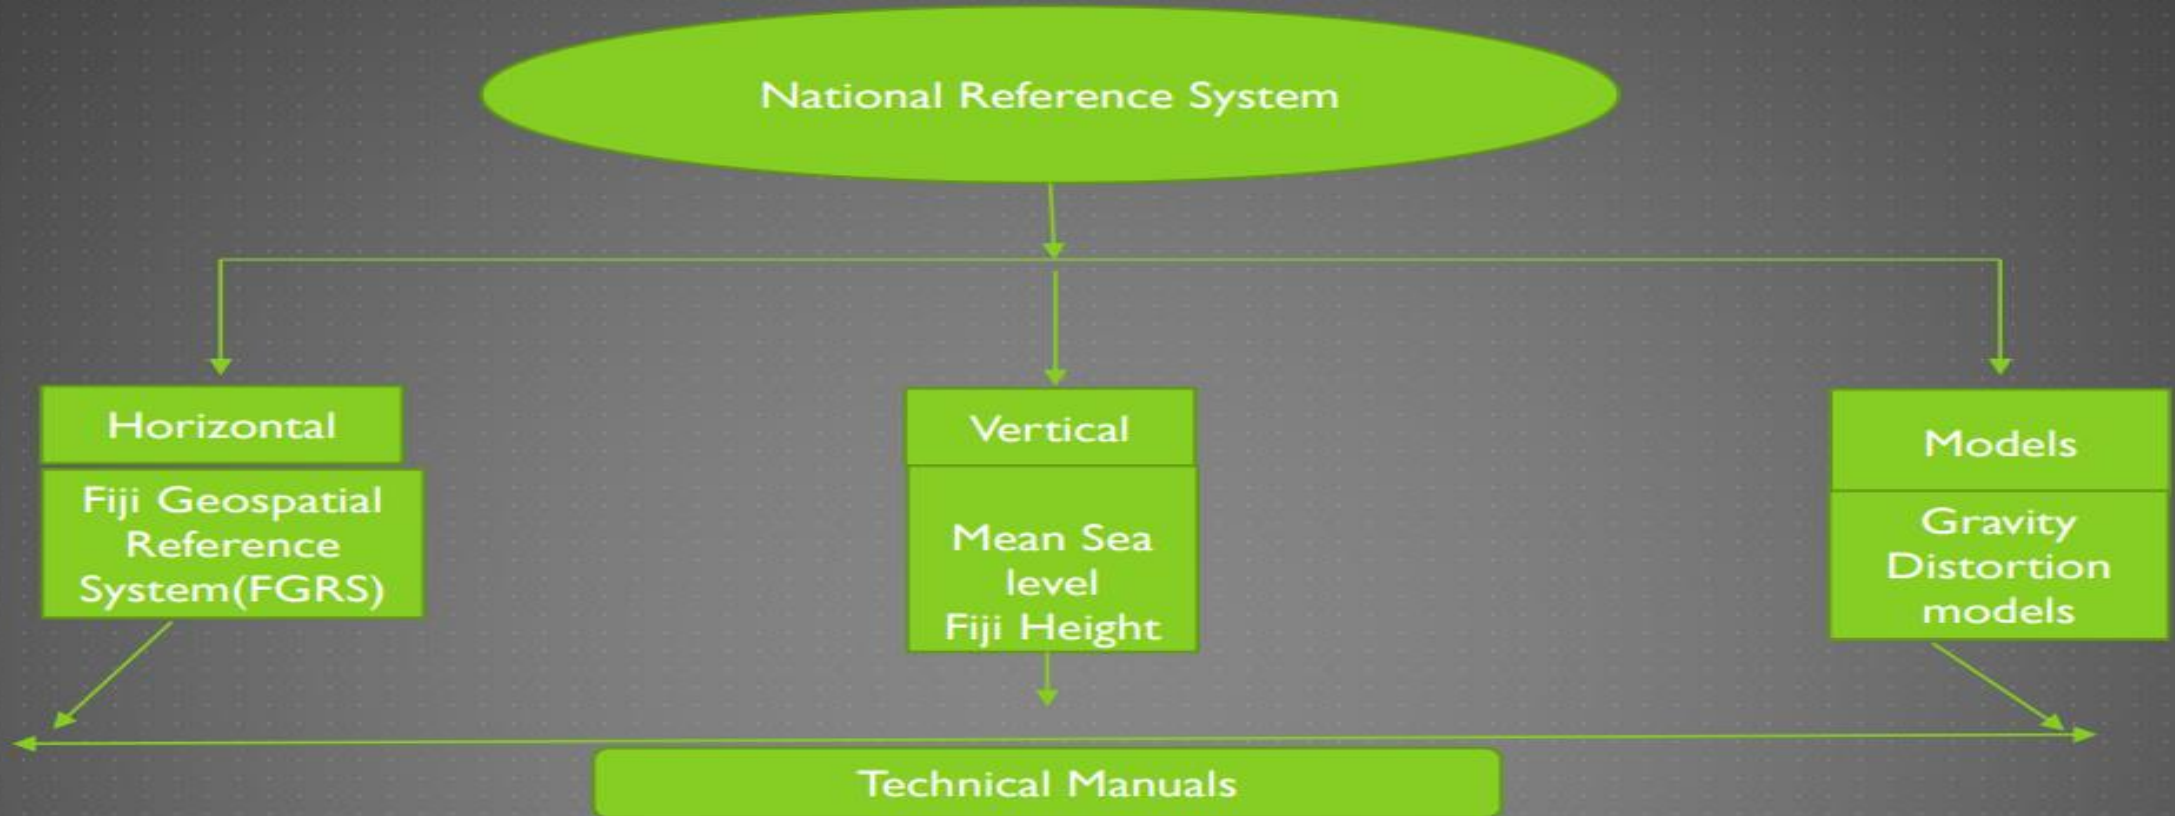 National Reference System
Horizontal
Fiji Geospatial
Reference
System(FGRS)
Vertical
Mean Sea
level
Fiji Height
Models
Gravity
Distortion
models
Technical Manuals